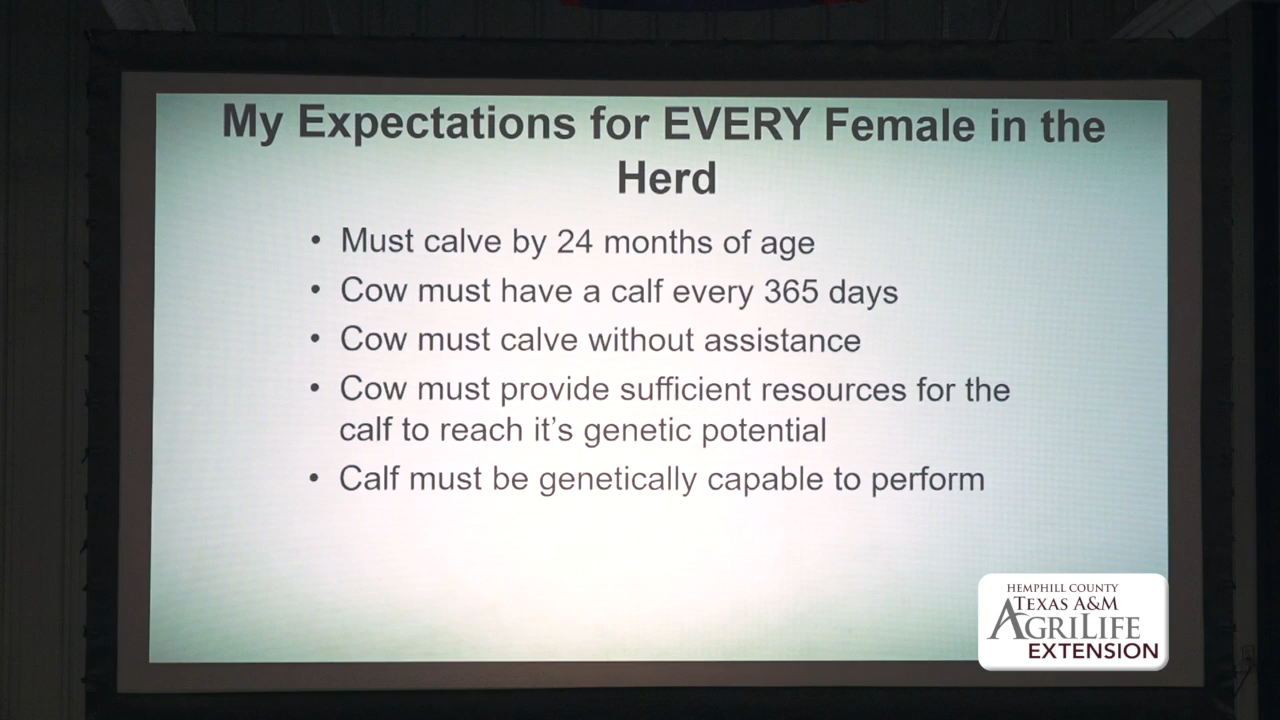 My Expectations for EVERY Female in the
Herd
• Must calve by 24 months of age
• Cow must have a calf every 365 days
• Cow must calve without assistance
• Cow must provide sufficient resources for the
calf to reach it's genetic potential
• Calf must be genetically capable to perform
HEMPHILL COUNTY
TEXAS A&M
AGRILIFE
EXTENSION